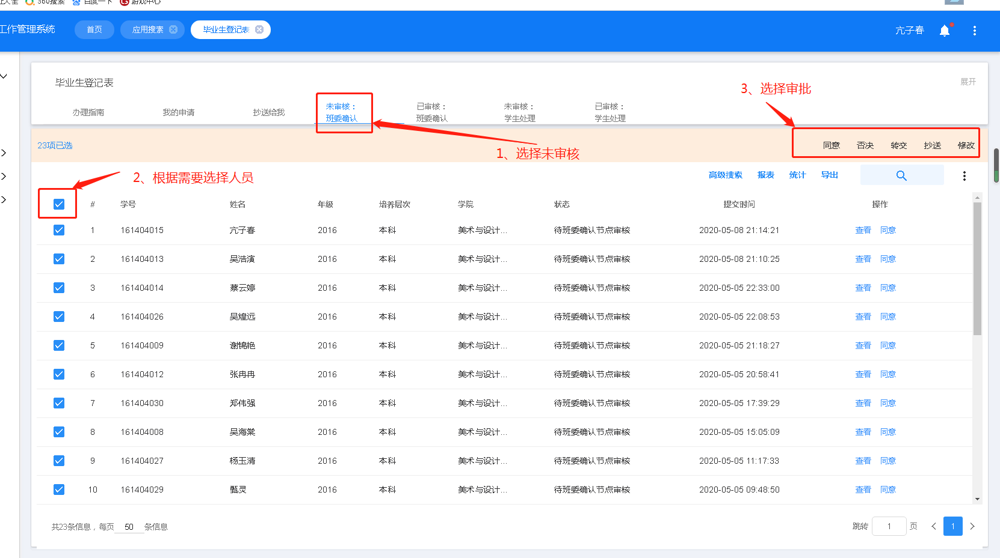 360搜索 百度一下 游戏中心
工作管理系统 首页 应用搜索 毕业生登记表 亢子春
毕业生登记表 展开
3、选择审批
办理指南 我的申请 抄送给我 未审核： 已审核： 未审核： 已审核：
班委确认 班委确认 学生处理 学生处理
23项已选 同意 否决 转交 抄送 修改
1、选择未审核
2、根据需要选择人员
高级搜索 报表 统计 导出
# 学号 姓名 年级 培养层次 学院 状态 提交时间 操作
1 161404015 亢子春 2016 本科 美术与设计... 待班委确认节点审核 2020-05-08 21:14:21 查看 同意
2 161404013 吴浩演 2016 本科 美术与设计... 待班委确认节点审核 2020-05-08 21:10:25 查看 同意
3 161404014 蔡云婷 2016 本科 美术与设计... 待班委确认节点审核 2020-05-05 22:33:00 查看 同意
4 161404026 吴煌远 2016 本科 美术与设计... 待班委确认节点审核 2020-05-05 22:08:53 查看 同意
5 161404009 谢锦艳 2016 本科 美术与设计... 待班委确认节点审核 2020-05-05 21:18:27 查看 同意
6 161404012 张冉冉 2016 本科 美术与设计... 待班委确认节点审核 2020-05-05 20:58:41 查看 同意
7 161404030 郑伟强 2016 本科 美术与设计... 待班委确认节点审核 2020-05-05 17:39:29 查看 同意
8 161404008 吴海棠 2016 本科 美术与设计... 待班委确认节点审核 2020-05-05 15:05:09 查看 同意
9 161404027 杨玉清 2016 本科 美术与设计... 待班委确认节点审核 2020-05-05 11:17:33 查看 同意
10 161404029 甄灵 2016 本科 美术与设计... 待班委确认节点审核 2020-05-05 09:48:50 查看 同意
共23条信息，每页 50 条信息 跳转 1 页 < 1 >